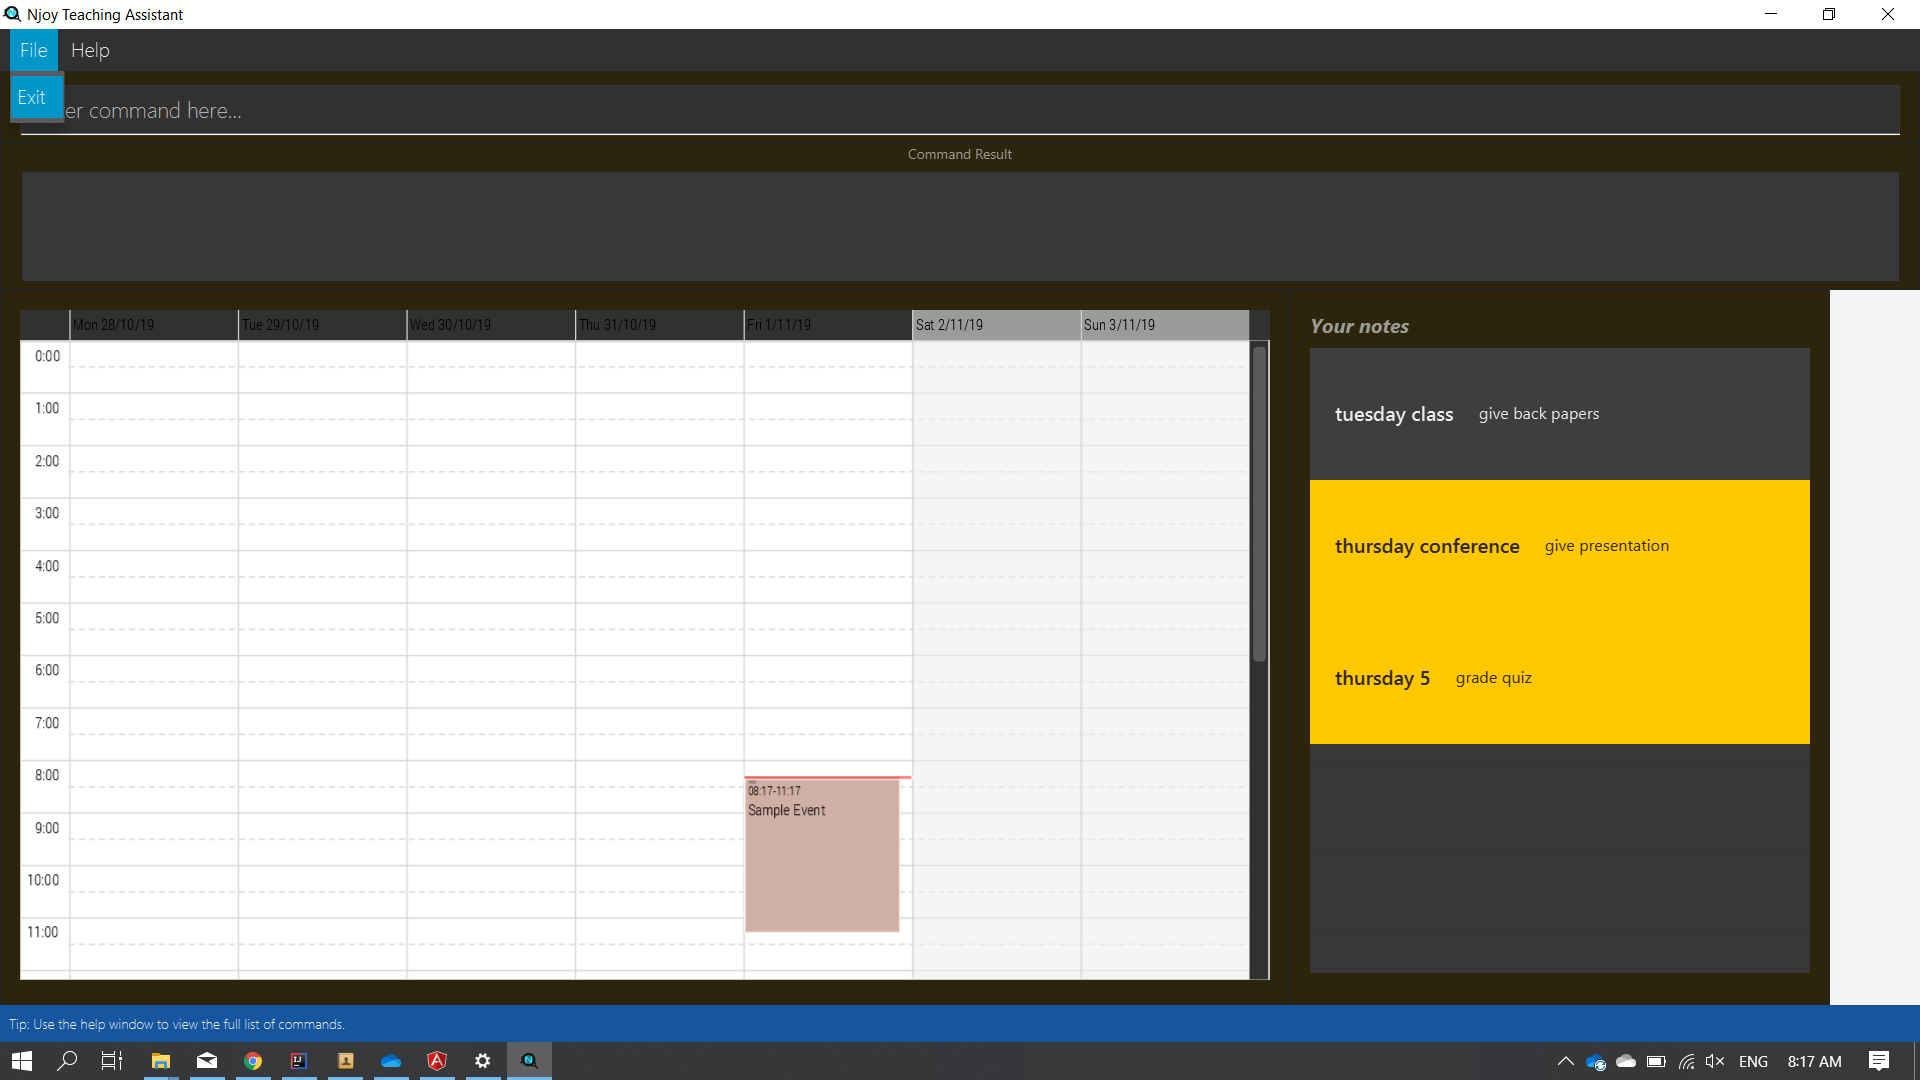 Njoy Teaching Assistant
File Help
Exit
er command here...
Command Result
Mon 28/10/19 Tue 29/10/19 Wed 30/10/19 Thu 31/10/19 Fri 1/11/19 Sat 2/11/19 Sun 3/11/19
0:00
1:00
2:00
3:00
4:00
5:00
6:00
7:00
8:00
9:00
10:00
11:00
08:17-11:17
Sample Event
Your notes
tuesday class give back papers
thursday conference give presentation
thursday 5 grade quiz
Tip: Use the help window to view the full list of commands.
ENG 8:17 AM